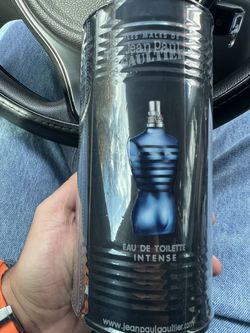 LES MALES DE
Jean Paul
GAULTIER
EAU DE TOILETTE
INTENSE
www.jeanpaulgaultier.com